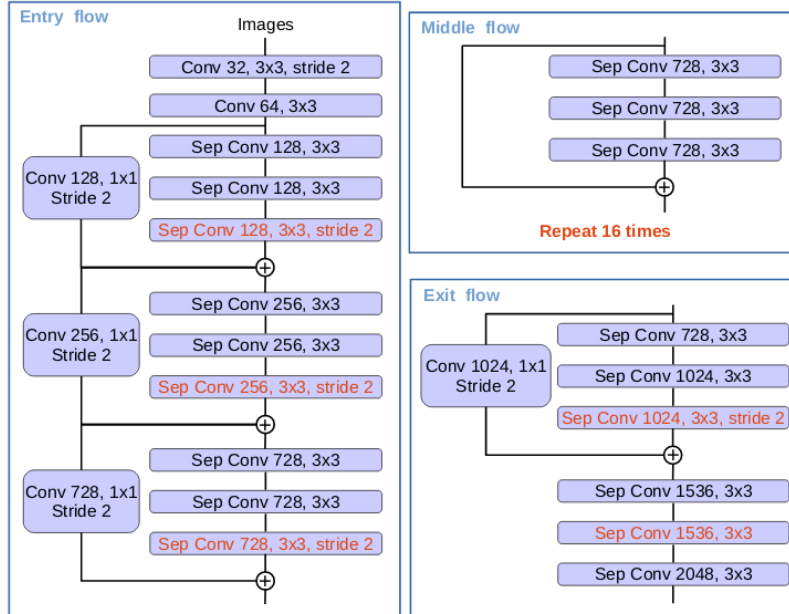 Entry flow
Images
Conv 32, 3x3, stride 2
Conv 64, 3x3
Sep Conv 128, 3x3
Sep Conv 128, 3x3
Sep Conv 128, 3x3, stride 2
Conv 128, 1x1
Stride 2
Sep Conv 256, 3x3
Sep Conv 256, 3x3
Sep Conv 256, 3x3, stride 2
Conv 256, 1x1
Stride 2
Sep Conv 728, 3x3
Sep Conv 728, 3x3
Sep Conv 728, 3x3, stride 2
Conv 728, 1x1
Stride 2
Middle flow
Sep Conv 728, 3x3
Sep Conv 728, 3x3
Sep Conv 728, 3x3
Repeat 16 times
Exit flow
Sep Conv 728, 3x3
Sep Conv 1024, 3x3
Sep Conv 1024, 3x3, stride 2
Conv 1024, 1x1
Stride 2
Sep Conv 1536, 3x3
Sep Conv 1536, 3x3
Sep Conv 2048, 3x3